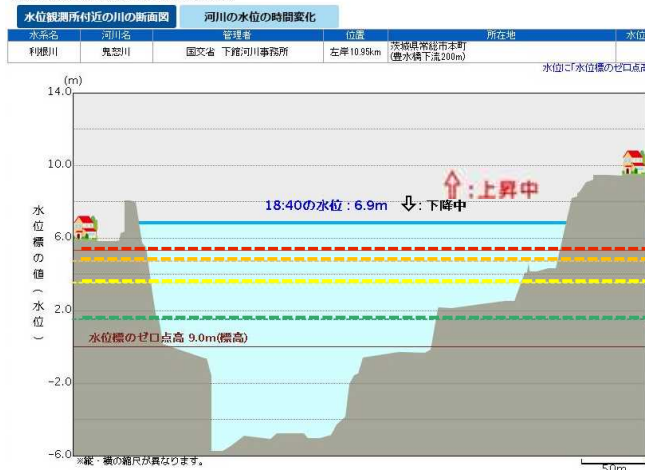 水位観測所付近の川の断面図 河川の水位の時間変化
水系名 河川名 管理者 位置 所在地 水位
利根川 鬼怒川 国交省 下館河川事務所 左岸10.95km 茨城県常総市本町
(豊水橋下流200m)
水位に「水位標のゼロ点高
(m)
14.0
10.0
⇧:上昇中
18:40の水位:6.9m ⇩:下降中
水位標の値(水位)
6.0
2.0
水位標のゼロ点高 9.0m(標高)
-2.0
-6.0
※縦・横の縮尺が異なります。
50m